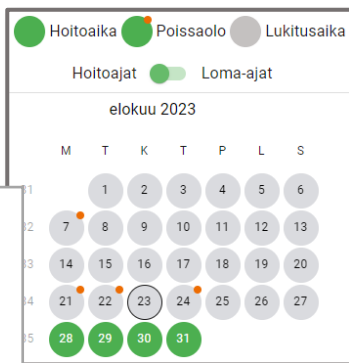 Hoitoaika Poissaolo Lukitusaika
Hoitoajat Loma-ajat
elokuu 2023
M T K T P L S
1 2 3 4 5 6
7 8 9 10 11 12 13
14 15 16 17 18 19 20
21 22 23 24 25 26 27
28 29 30 31